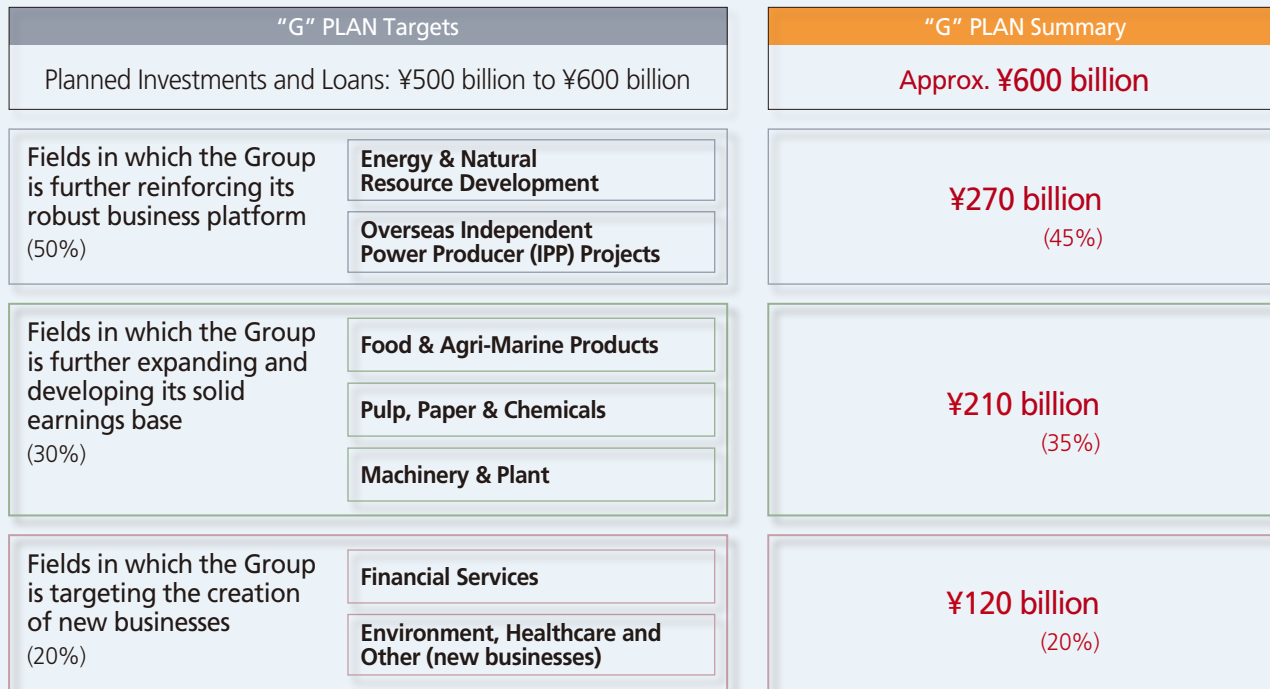 “G” PLAN Targets
Planned Investments and Loans: ¥500 billion to ¥600 billion
“G” PLAN Summary
Approx. ¥600 billion
Fields in which the Group
is further reinforcing its
robust business platform
(50%)
Energy & Natural
Resource Development
Overseas Independent
Power Producer (IPP) Projects
¥270 billion
(45%)
Fields in which the Group
is further expanding and
developing its solid
earnings base
(30%)
Food & Agri-Marine Products
Pulp, Paper & Chemicals
Machinery & Plant
¥210 billion
(35%)
Fields in which the Group
is targeting the creation
of new businesses
(20%)
Financial Services
Environment, Healthcare and
Other (new businesses)
¥120 billion
(20%)